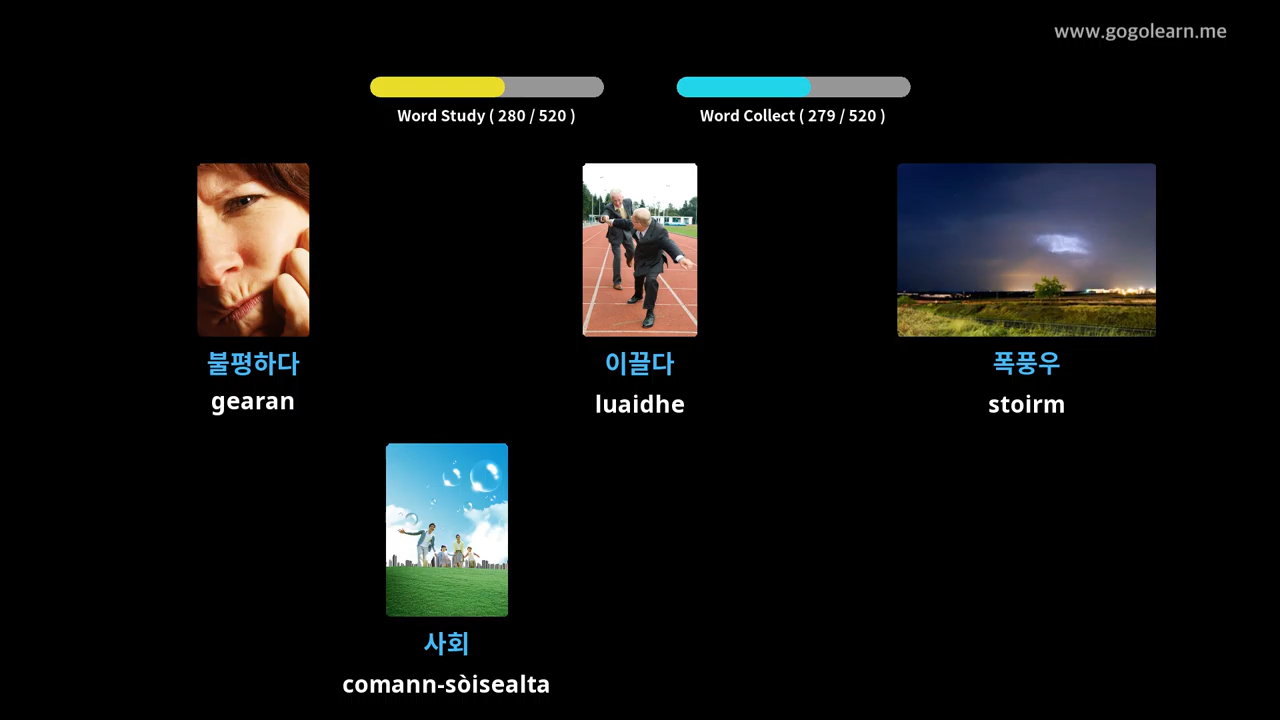 www.gogolearn.me
Word Study ( 280 / 520 )
Word Collect ( 279 / 520 )
불평하다
gearan
이끌다
luaidhe
폭풍우
stoirm
사회
comann-sòisealta